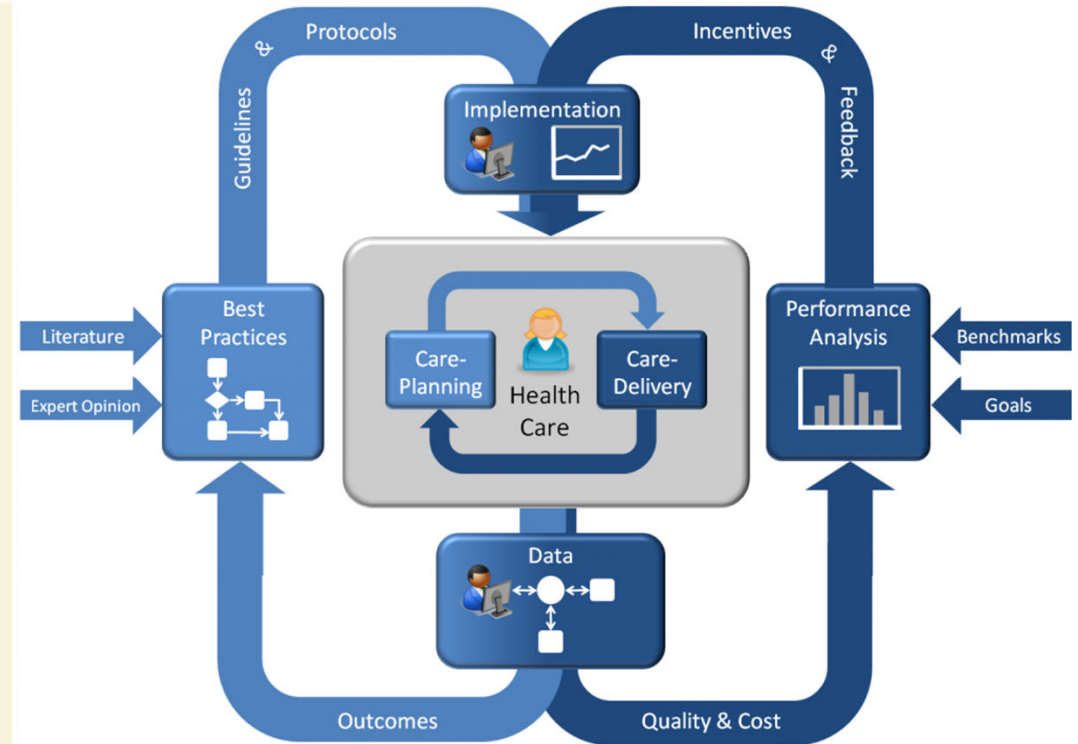 Protocols
&
Guidelines
Incentives
&
Feedback
Implementation
Best
Practices
Literature
Expert Opinion
Care-
Planning
Health
Care
Care-
Delivery
Performance
Analysis
Benchmarks
Goals
Data
Outcomes
Quality & Cost